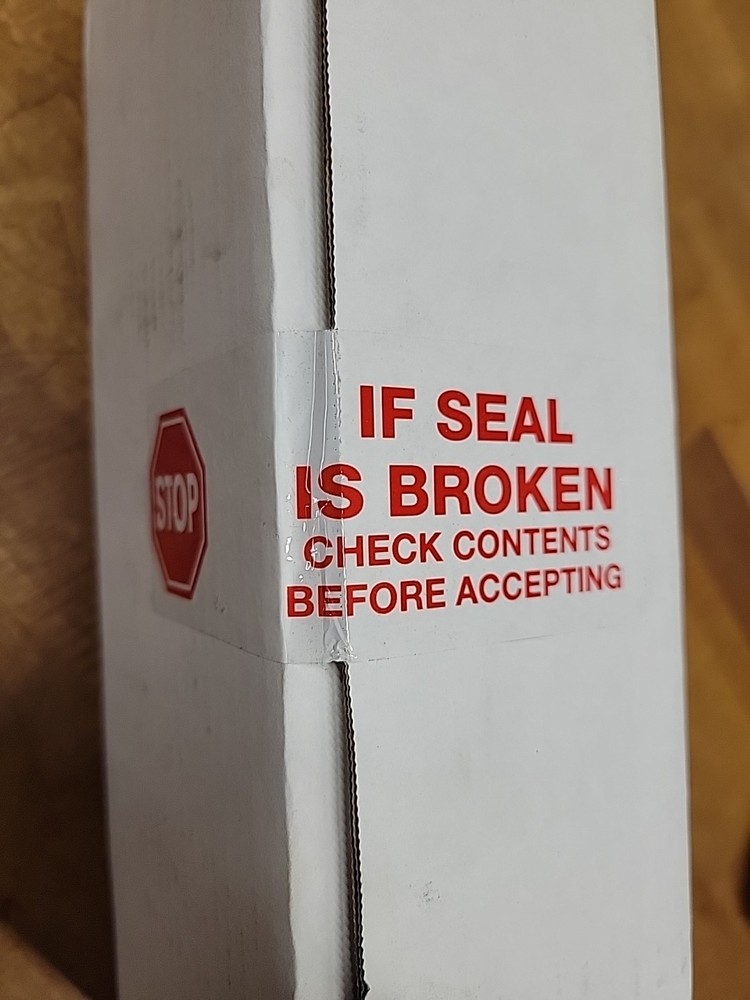 STOP
IF SEAL
IS BROKEN
CHECK CONTENTS
BEFORE ACCEPTING